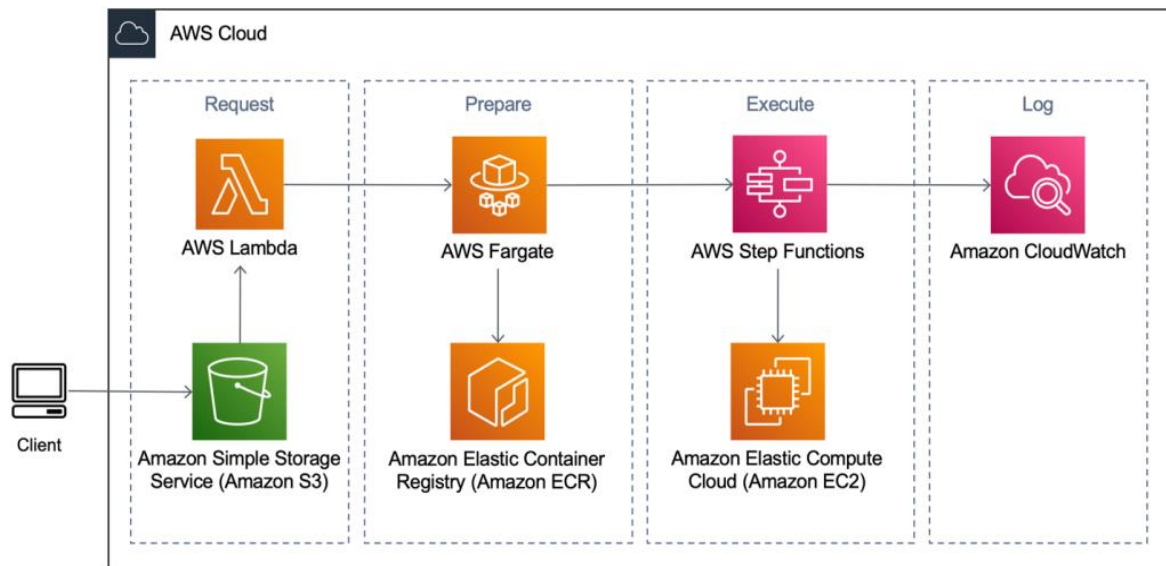 AWS Cloud
Request
Prepare
Execute
Log
AWS Lambda
AWS Fargate
AWS Step Functions
Amazon CloudWatch
Client
Amazon Simple Storage
Service (Amazon S3)
Amazon Elastic Container
Registry (Amazon ECR)
Amazon Elastic Compute
Cloud (Amazon EC2)